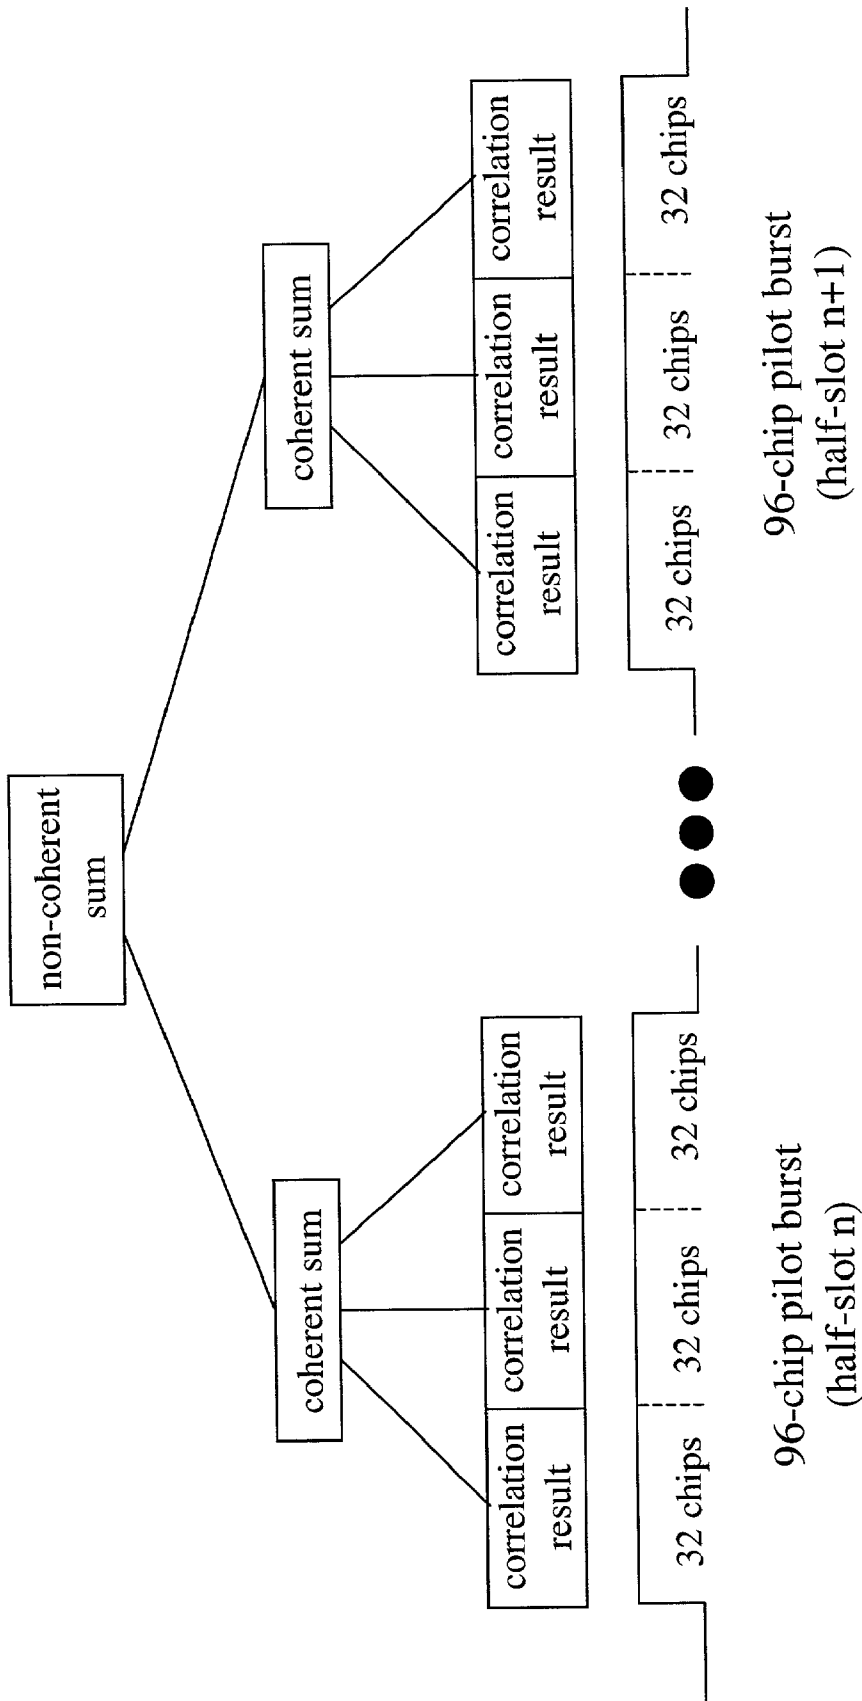 non-coherent
sum
coherent sum
coherent sum
correlation
result
correlation
result
correlation
result
correlation
result
correlation
result
correlation
result
32 chips
32 chips
32 chips
32 chips
32 chips
32 chips
96-chip pilot burst
(half-slot n)
96-chip pilot burst
(half-slot n+1)